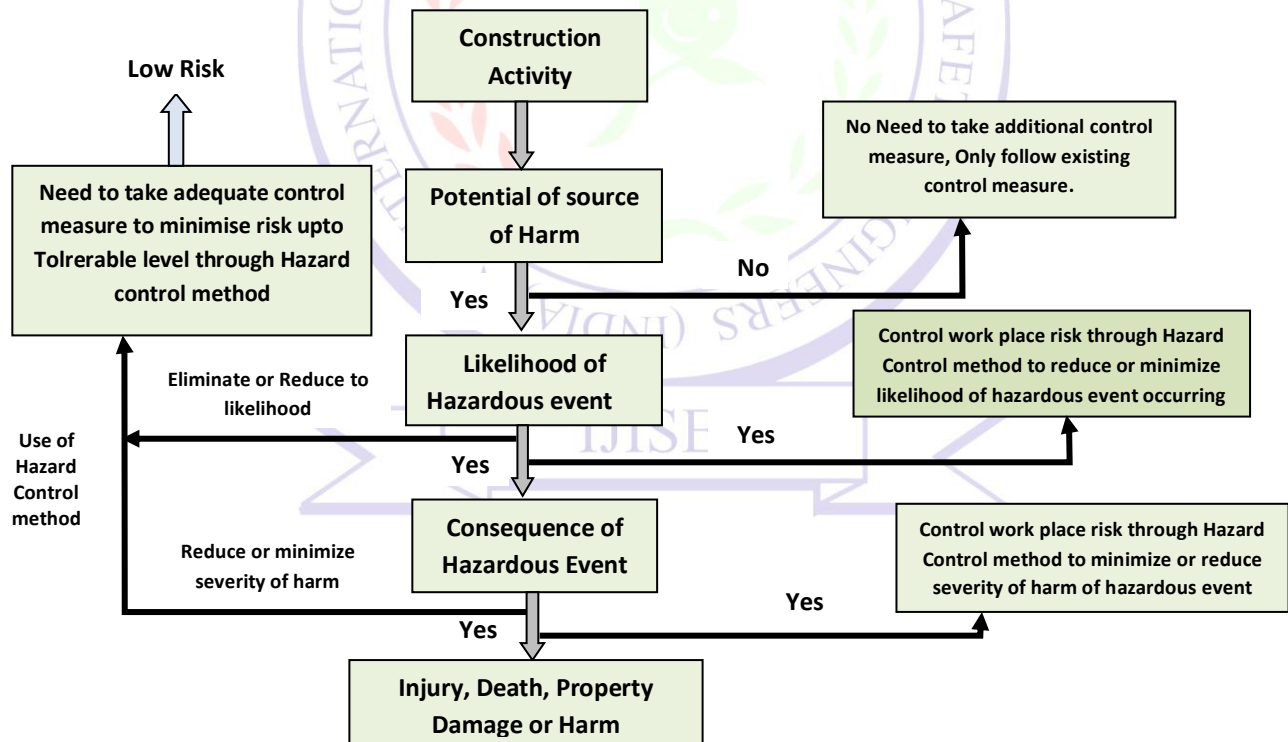 Construction
Activity
Low Risk
No Need to take additional control
measure, Only follow existing
control measure.
Need to take adequate control
measure to minimise risk upto
Tolrerable level through Hazard
control method
Potential of source
of Harm
No
Yes
Likelihood of
Hazardous event
Control work place risk through Hazard
Control method to reduce or minimize
likelihood of hazardous event occurring
Eliminate or Reduce to
likelihood
Yes
Yes
Use of
Hazard
Control
method
Consequence of
Hazardous Event
Control work place risk through Hazard
Control method to minimize or reduce
severity of harm of hazardous event
Reduce or minimize
severity of harm
Yes
Yes
Injury, Death, Property
Damage or Harm
(INDIA)
IJISE